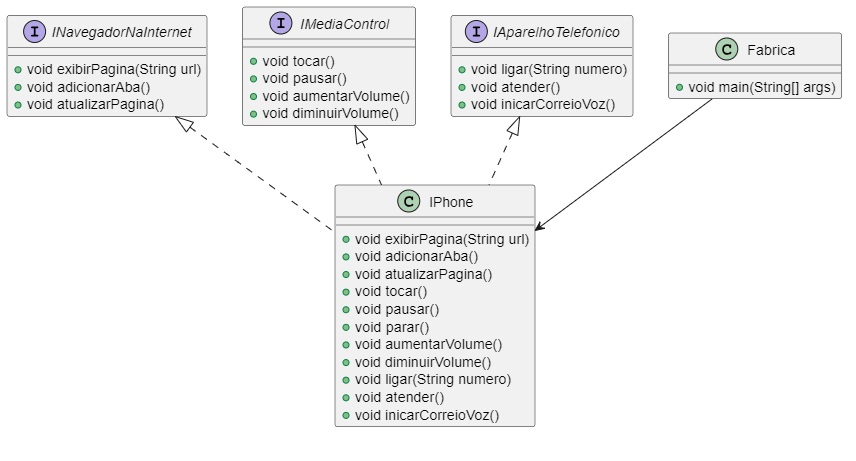 I INavegadorNaInternet
void exibirPagina(String url)
void adicionarAba()
void atualizarPagina()
I IMediaControl
void tocar()
void pausar()
void aumentarVolume()
void diminuirVolume()
I IAparelhoTelefonico
void ligar(String numero)
void atender()
void inicarCorreioVoz()
C Fabrica
void main(String[] args)
C IPhone
void exibirPagina(String url)
void adicionarAba()
void atualizarPagina()
void tocar()
void pausar()
void parar()
void aumentarVolume()
void diminuirVolume()
void ligar(String numero)
void atender()
void inicarCorreioVoz()